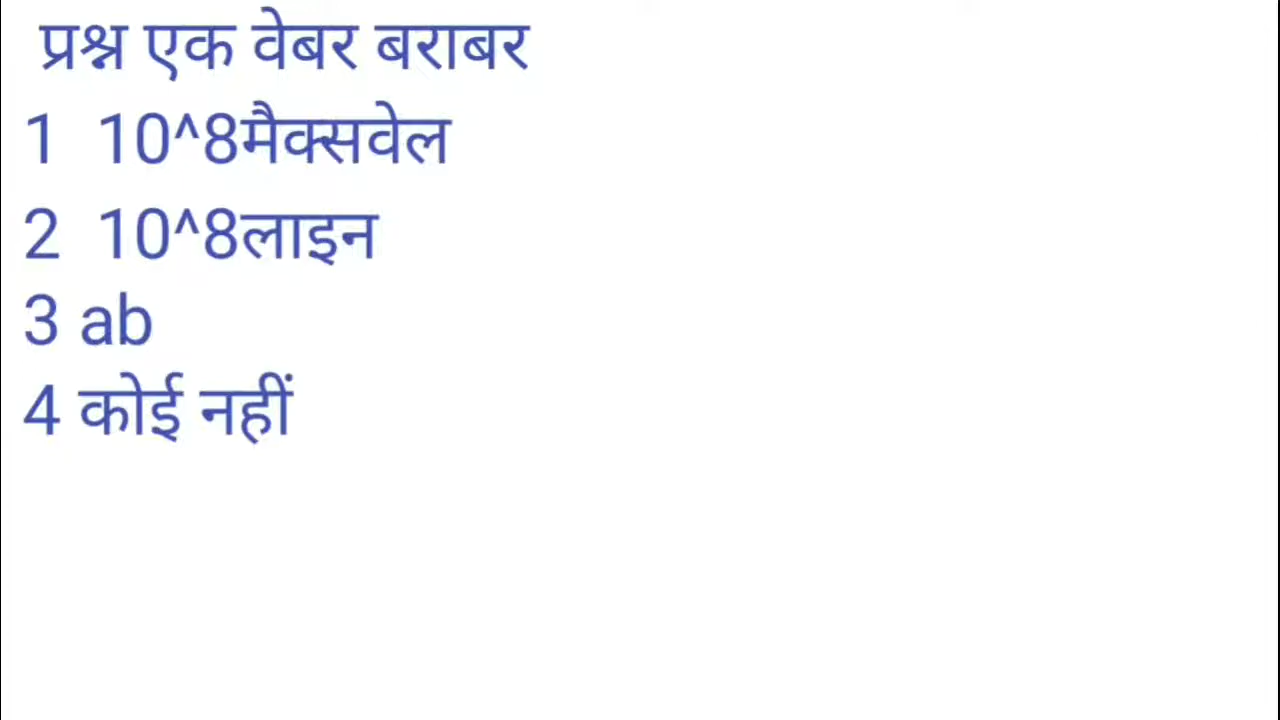 प्रश्न एक वेबर बराबर
1 10^8मैक्सवेल
2 10^8लाइन
3 ab
4 कोई नहीं